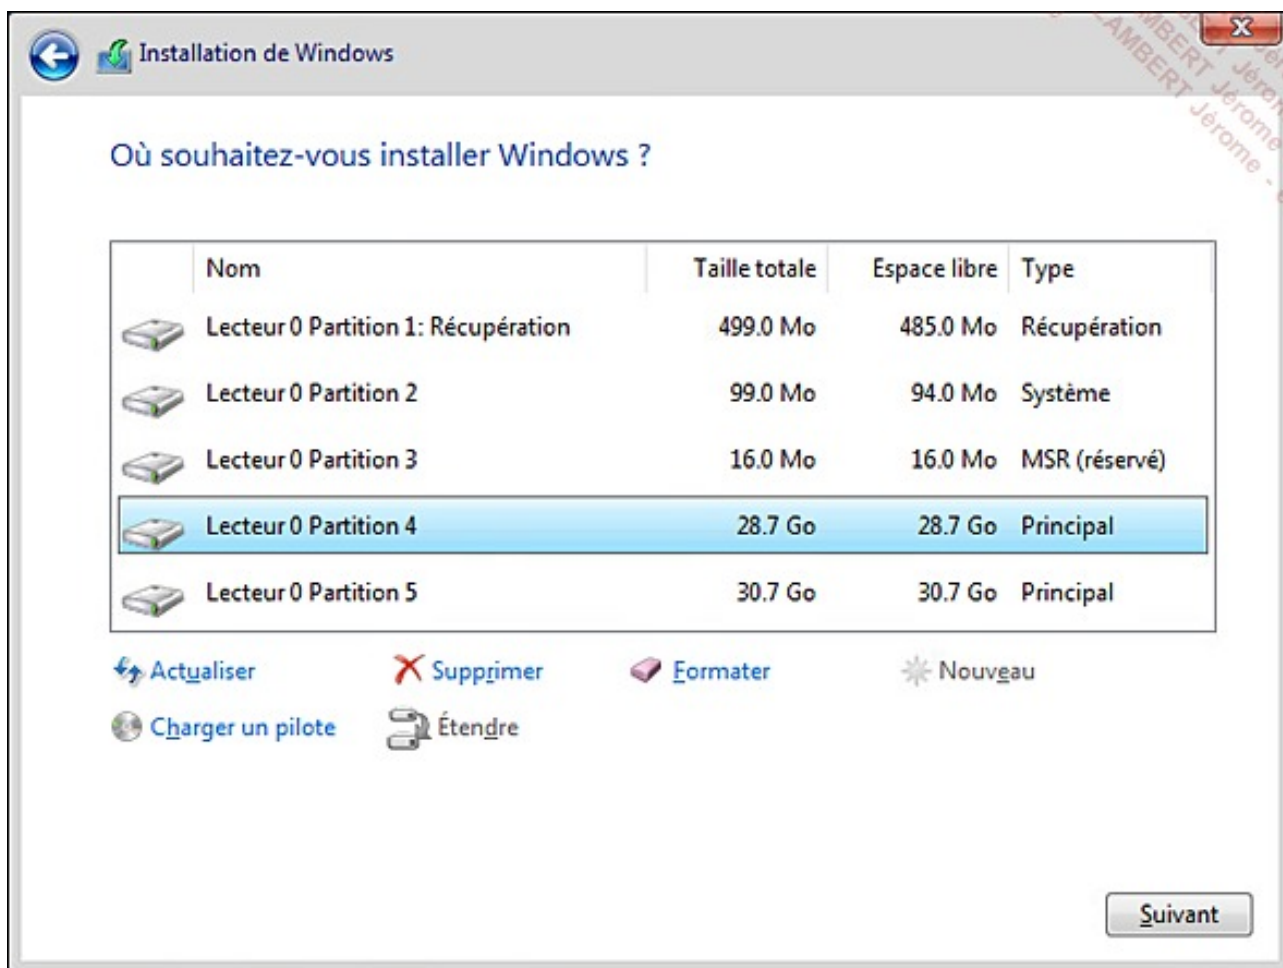 Installation de Windows
Où souhaitez-vous installer Windows ?
Nom Taille totale Espace libre Type
Lecteur 0 Partition 1: Récupération 499.0 Mo 485.0 Mo Récupération
Lecteur 0 Partition 2 99.0 Mo 94.0 Mo Système
Lecteur 0 Partition 3 16.0 Mo 16.0 Mo MSR (réservé)
Lecteur 0 Partition 4 28.7 Go 28.7 Go Principal
Lecteur 0 Partition 5 30.7 Go 30.7 Go Principal
Actualiser Supprimer Formater Nouveau
Charger un pilote Étendre
Suivant
LAMBERT Jérome